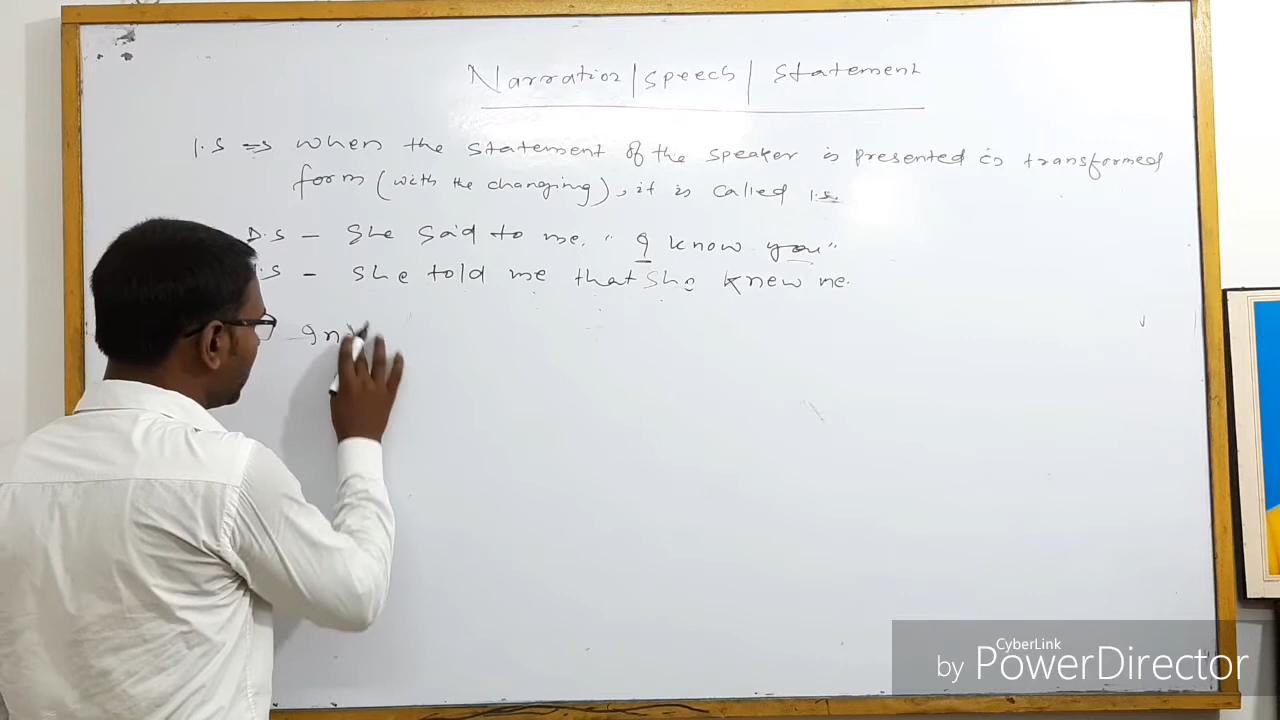 Narration/speech/statement
I.S ⇒ when the statement of the speaker is presented in transformed
form (with the changing), it is called I.S.
D.S - She said to me, "I know you"
.S - she told me that she knew me.
In
CyberLink
by PowerDirector